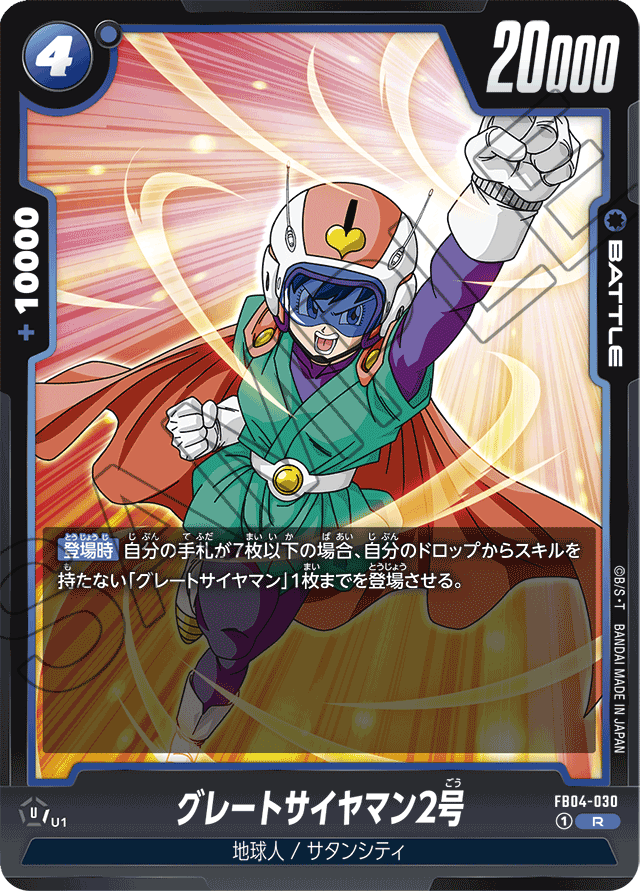 4
20000
+10000
BATTLE
SAMPLE
登場時 自分の手札が7枚以下の場合、自分のドロップからスキルを
持たない「グレートサイヤマン」1枚までを登場させる。
©B/S・T BANDAI MADE IN JAPAN
U U1
グレートサイヤマン2号
FB04-030
1 R
地球人 / サタンシティ